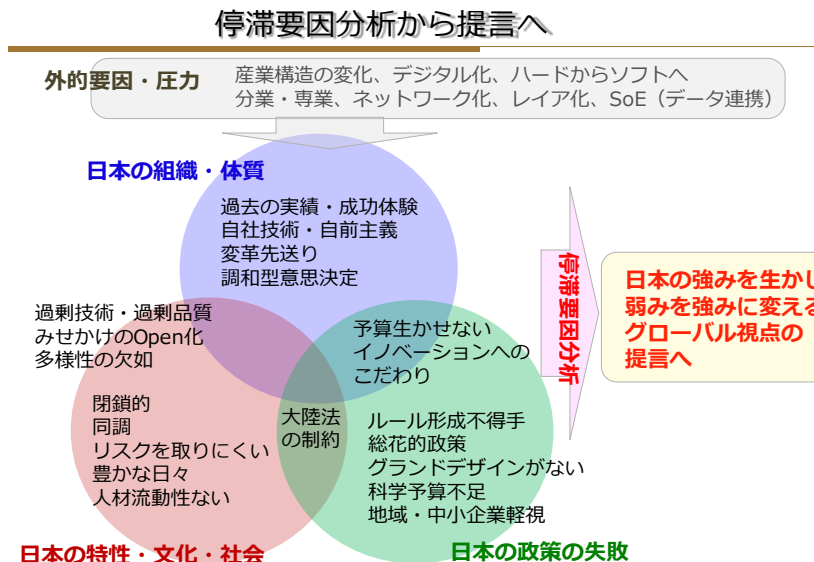 停滞要因分析から提言へ
外的要因・圧力
産業構造の変化、デジタル化、ハードからソフトへ
分業・専業、ネットワーク化、レイア化、SoE（データ連携）
日本の組織・体質
過去の実績・成功体験
自社技術・自前主義
変革先送り
調和型意思決定
過剰技術・過剰品質
みせかけのOpen化
多様性の欠如
予算生かせない
イノベーションへの
こだわり
閉鎖的
同調
リスクを取りにくい
豊かな日々
人材流動性ない
大陸法
の制約
ルール形成不得手
総花的政策
グランドデザインがない
科学予算不足
地域・中小企業軽視
日本の特性・文化・社会
日本の政策の失敗
停滞要因分析
日本の強みを生かし
弱みを強みに変える
グローバル視点の
提言へ